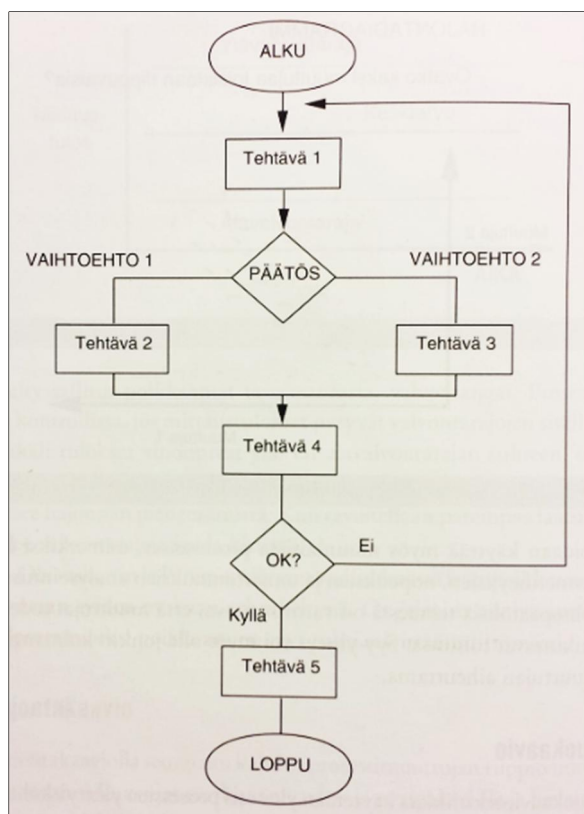 ALKU
Tehtävä 1
VAIHTOEHTO 1
PÄÄTÖS
VAIHTOEHTO 2
Tehtävä 2
Tehtävä 3
Tehtävä 4
OK?
Ei
Kyllä
Tehtävä 5
LOPPU